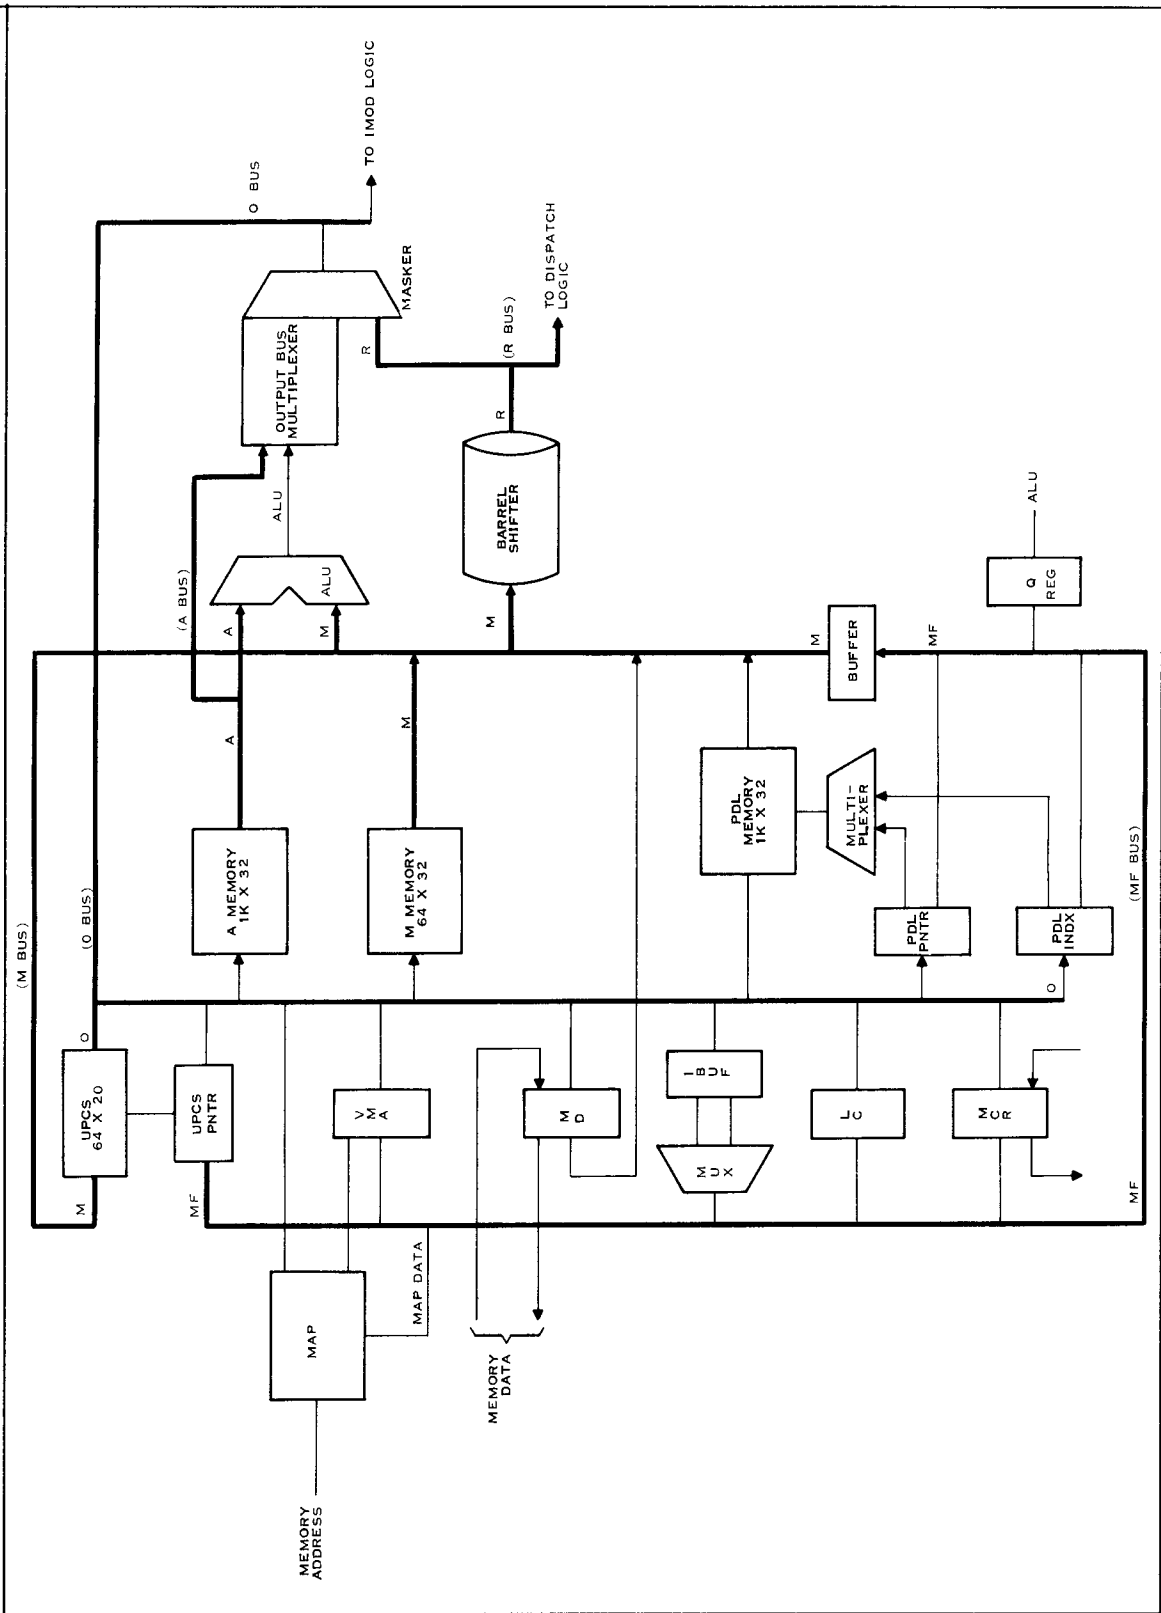 (M BUS)
(O BUS)
O BUS
TO IMOD LOGIC
UPCS
64 X 20
O
M
UPCS
PNTR
MF
A MEMORY
1K X 32
A
(A BUS)
A
M
ALU
ALU
OUTPUT BUS
MULTIPLEXER
MASKER
R
(R BUS)
TO DISPATCH
LOGIC
R
BARREL
SHIFTER
M
M MEMORY
64 X 32
M
MEMORY
ADDRESS
MAP
MAP DATA
VMA
MEMORY
DATA
MD
IBUF
MUX
LC
MCR
MF
PDL
MEMORY
1K X 32
MULTI-
PLEXER
PDL
PNTR
PDL
INDX
O
(MF BUS)
M
BUFFER
MF
Q
REG
ALU